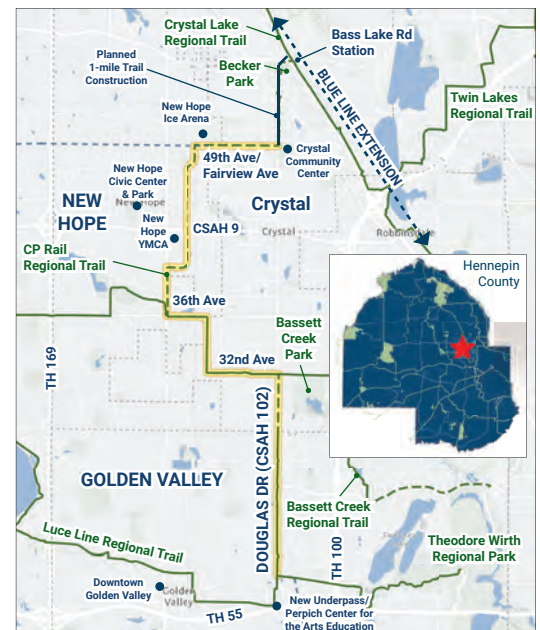 Crystal Lake
Regional Trail
Bass Lake Rd
Station
Planned
1-mile Trail
Construction
Becker
Park
BLUE LINE EXTENSION
Twin Lakes
Regional Trail
New Hope
Ice Arena
49th Ave/
Fairview Ave
Crystal
Community
Center
New Hope
Civic Center
& Park
New Hope
NEW
HOPE
New
Hope
YMCA
CSAH 9
Crystal
Crystal
Robbinsdale
CP Rail
Regional Trail
Hennepin
County
36th Ave
Bassett
Creek
Park
32nd Ave
TH 169
DOUGLAS DR (CSAH 102)
GOLDEN VALLEY
Bassett Creek
Regional Trail
Luce Line Regional Trail
TH 100
Theodore Wirth
Regional Park
Downtown
Golden Valley
Golden
Valley
TH 55
New Underpass/
Perpich Center for
the Arts Education